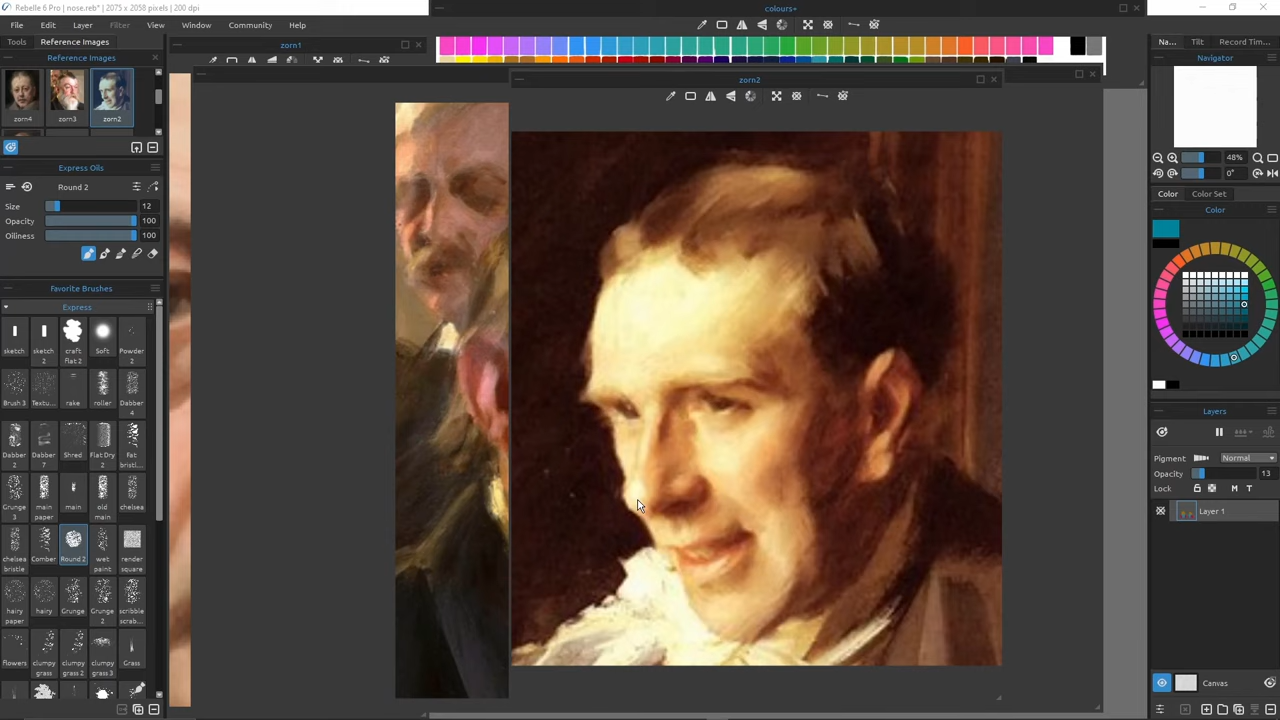 Rebelle 6 Pro | nose.reb* | 2075 x 2058 pixels | 200 dpi
colours+
File Edit Layer Filter View Window Community Help
Tools Reference Images
zorn1
Na... Tilt Record Tim...
Reference Images
Navigator
zorn2
zorn4 zorn3 zorn2
48%
0°
Express Oils
Round 2
Color Color Set
Size 12
Color
Opacity 100
Oiliness 100
Favorite Brushes
Express
sketch
sketch 2
craft Flat 2
Soft
Powder 2
Brush 3
Textu...
rake
roller
Dabber 4
Dabber 2
Dabber 7
Shred
Flat Dry 2
Fat bristl...
Grunge 3
main paper
main
old main
chelsea
chelsea bristle
Comber
Round 2
wet paint
render square
hairy paper
hairy
Grunge
Grunge 2
scribble scrab...
Flowers
clumpy grass
clumpy grass 2
clumpy grass 3
Grass
Layers
Pigment Normal
Opacity 13
Lock M T
Layer 1
Canvas